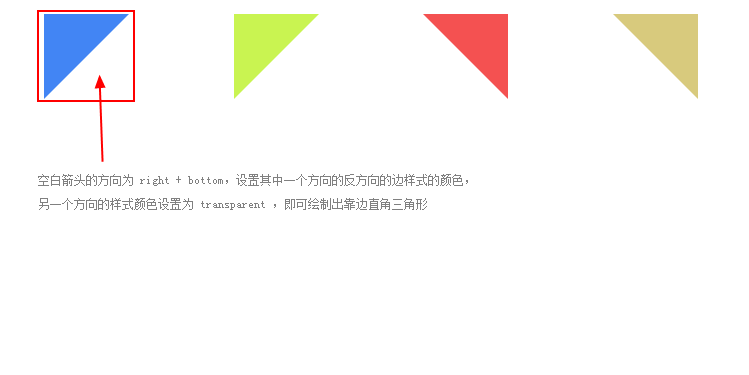 空白箭头的方向为 right + bottom，设置其中一个方向的反方向的边样式的颜色，
另一个方向的样式颜色设置为 transparent ，即可绘制出靠边直角三角形